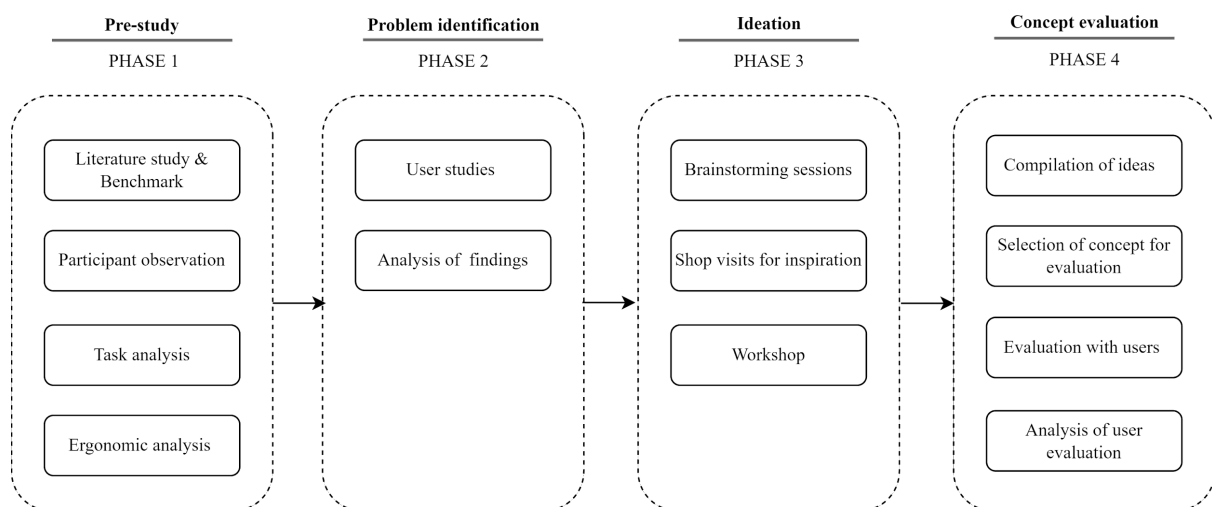 Pre-study
PHASE 1
Literature study &
Benchmark
Participant observation
Task analysis
Ergonomic analysis
Problem identification
PHASE 2
User studies
Analysis of findings
Ideation
PHASE 3
Brainstorming sessions
Shop visits for inspiration
Workshop
Concept evaluation
PHASE 4
Compilation of ideas
Selection of concept for
evaluation
Evaluation with users
Analysis of user
evaluation